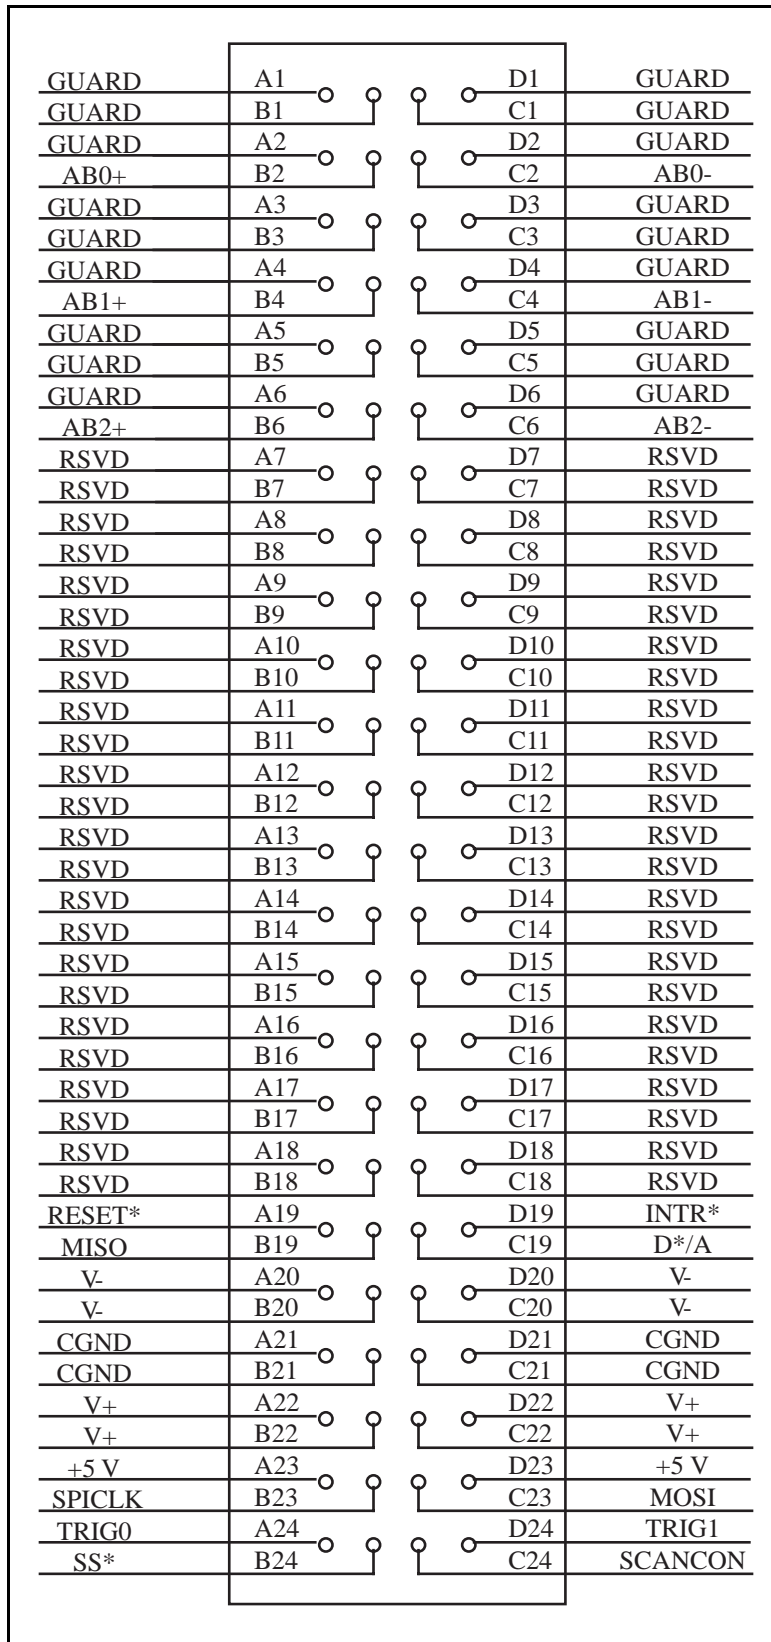 GUARD A1 D1 GUARD
GUARD B1 C1 GUARD
GUARD A2 D2 GUARD
AB0+ B2 C2 AB0-
GUARD A3 D3 GUARD
GUARD B3 C3 GUARD
GUARD A4 D4 GUARD
AB1+ B4 C4 AB1-
GUARD A5 D5 GUARD
GUARD B5 C5 GUARD
GUARD A6 D6 GUARD
AB2+ B6 C6 AB2-
RSVD A7 D7 RSVD
RSVD B7 C7 RSVD
RSVD A8 D8 RSVD
RSVD B8 C8 RSVD
RSVD A9 D9 RSVD
RSVD B9 C9 RSVD
RSVD A10 D10 RSVD
RSVD B10 C10 RSVD
RSVD A11 D11 RSVD
RSVD B11 C11 RSVD
RSVD A12 D12 RSVD
RSVD B12 C12 RSVD
RSVD A13 D13 RSVD
RSVD B13 C13 RSVD
RSVD A14 D14 RSVD
RSVD B14 C14 RSVD
RSVD A15 D15 RSVD
RSVD B15 C15 RSVD
RSVD A16 D16 RSVD
RSVD B16 C16 RSVD
RSVD A17 D17 RSVD
RSVD B17 C17 RSVD
RSVD A18 D18 RSVD
RSVD B18 C18 RSVD
RESET* A19 D19 INTR*
MISO B19 C19 D*/A
V- A20 D20 V-
V- B20 C20 V-
CGND A21 D21 CGND
CGND B21 C21 CGND
V+ A22 D22 V+
V+ B22 C22 V+
+5 V A23 D23 +5 V
SPICLK B23 C23 MOSI
TRIG0 A24 D24 TRIG1
SS* B24 C24 SCANCON